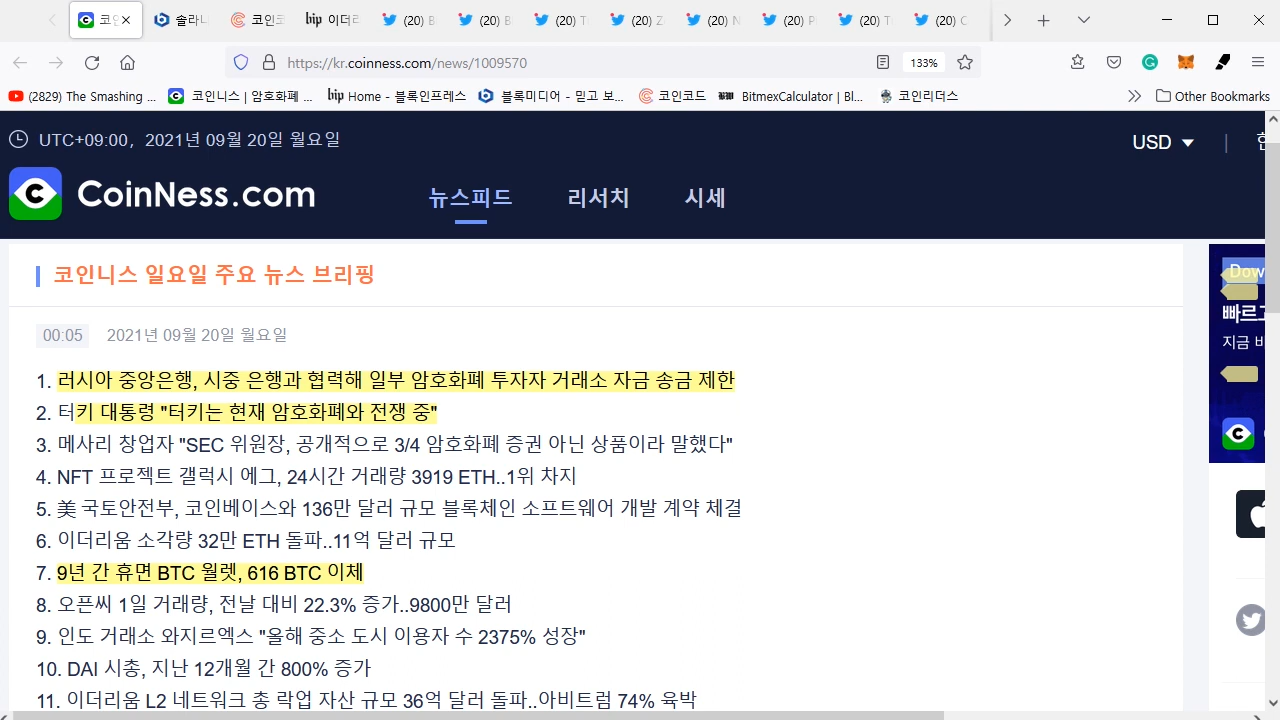 코인
솔라나
코인코
hip 이더리
(20) B
(20) B
(20) T
(20) Z
(20) N
(20) P
(20) T
(20) C
https://kr.coinness.com/news/1009570
133%
(2829) The Smashing ...
코인니스 | 암호화폐 ...
hip Home - 블록인프레스
블록미디어 - 믿고 보...
코인코드
BitmexCalculator | Bl...
코인리더스
Other Bookmarks
UTC+09:00, 2021년 09월 20일 월요일
USD
한
CoinNess.com
뉴스피드
리서치
시세
코인니스 일요일 주요 뉴스 브리핑
Dow
빠르고
지금 바
00:05
2021년 09월 20일 월요일
1. 러시아 중앙은행, 시중 은행과 협력해 일부 암호화폐 투자자 거래소 자금 송금 제한
2. 터키 대통령 "터키는 현재 암호화폐와 전쟁 중"
3. 메사리 창업자 "SEC 위원장, 공개적으로 3/4 암호화폐 증권 아닌 상품이라 말했다"
4. NFT 프로젝트 갤럭시 에그, 24시간 거래량 3919 ETH..1위 차지
5. 美 국토안전부, 코인베이스와 136만 달러 규모 블록체인 소프트웨어 개발 계약 체결
6. 이더리움 소각량 32만 ETH 돌파..11억 달러 규모
7. 9년 간 휴면 BTC 월렛, 616 BTC 이체
8. 오픈씨 1일 거래량, 전날 대비 22.3% 증가..9800만 달러
9. 인도 거래소 와지르엑스 "올해 중소 도시 이용자 수 2375% 성장"
10. DAI 시총, 지난 12개월 간 800% 증가
11. 이더리움 L2 네트워크 총 락업 자산 규모 36억 달러 돌파..아비트럼 74% 육박